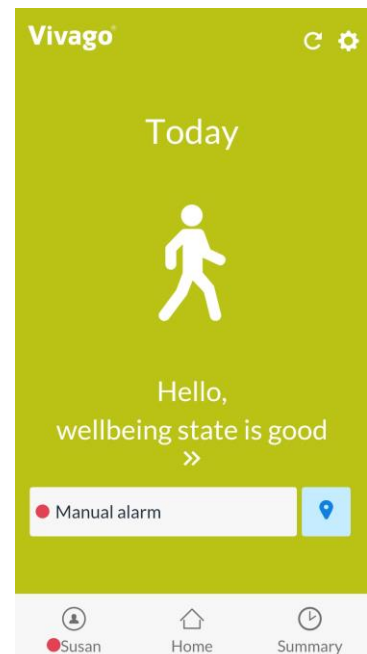 Vivago
Today
Hello,
wellbeing state is good
»
Manual alarm
Susan Home Summary